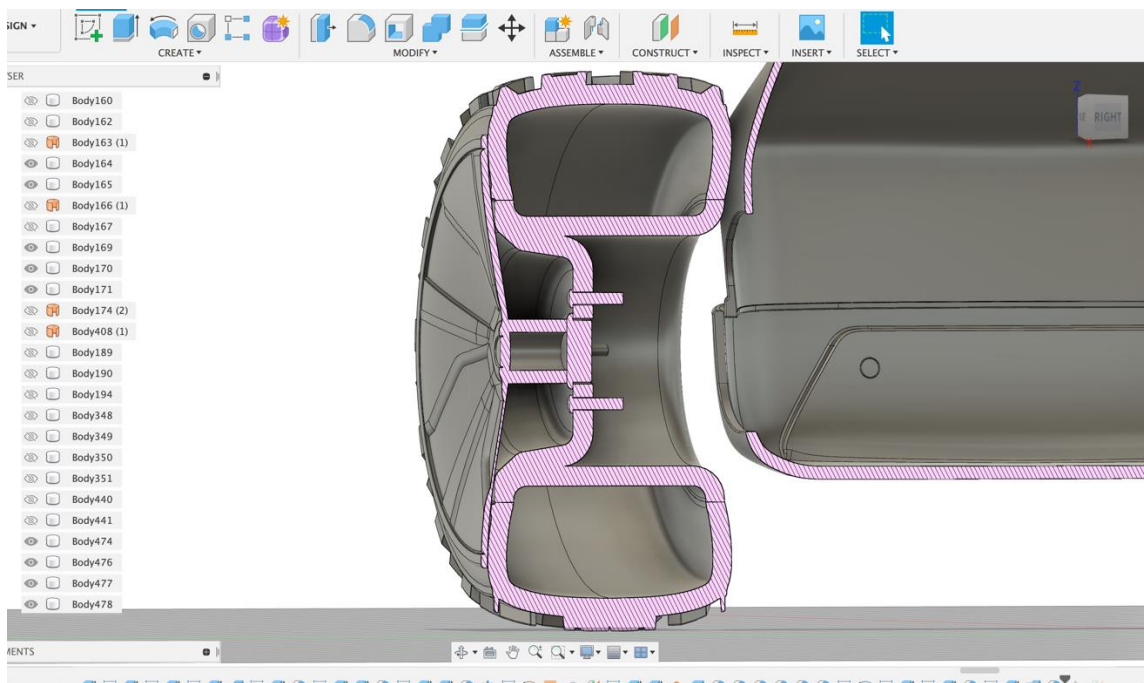 SIGN
CREATE
MODIFY
ASSEMBLE
CONSTRUCT
INSPECT
INSERT
SELECT
SER
Body160
Body162
Body163 (1)
Body164
Body165
Body166 (1)
Body167
Body169
Body170
Body171
Body174 (2)
Body408 (1)
Body189
Body190
Body194
Body348
Body349
Body350
Body351
Body440
Body441
Body474
Body476
Body477
Body478
MENTS
Z
RIGHT